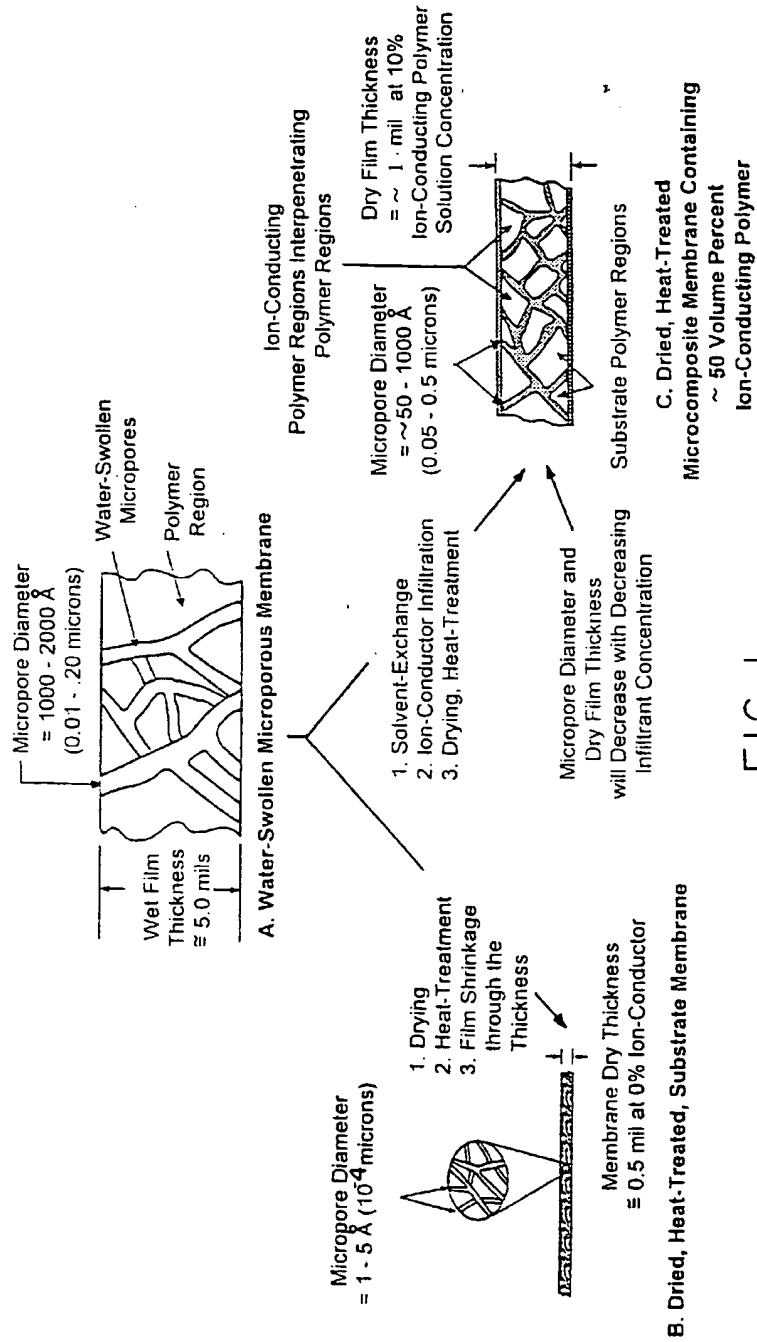 Micropore Diameter
= 1000 - 2000 Å
(0.01 - .20 microns)
Water-Swollen
Micropores
Polymer
Region
Wet Film
Thickness
≅ 5.0 mils
A. Water-Swollen Microporous Membrane
1. Drying
2. Heat-Treatment
3. Film Shrinkage
through the
Thickness
Micropore Diameter
= 1 - 5 Å (10-4 microns)
Membrane Dry Thickness
≅ 0.5 mil at 0% Ion-Conductor
B. Dried, Heat-Treated, Substrate Membrane
1. Solvent-Exchange
2. Ion-Conductor Infiltration
3. Drying, Heat-Treatment
Micropore Diameter and
Dry Film Thickness
will Decrease with Decreasing
Infiltrant Concentration
Ion-Conducting
Polymer Regions Interpenetrating
Polymer Regions
Micropore Diameter
= ~50 - 1000 Å
(0.05 - 0.5 microns)
Dry Film Thickness
= ~ 1 - mil at 10%
Ion-Conducting Polymer
Solution Concentration
Substrate Polymer Regions
C. Dried, Heat-Treated
Microcomposite Membrane Containing
~ 50 Volume Percent
Ion-Conducting Polymer